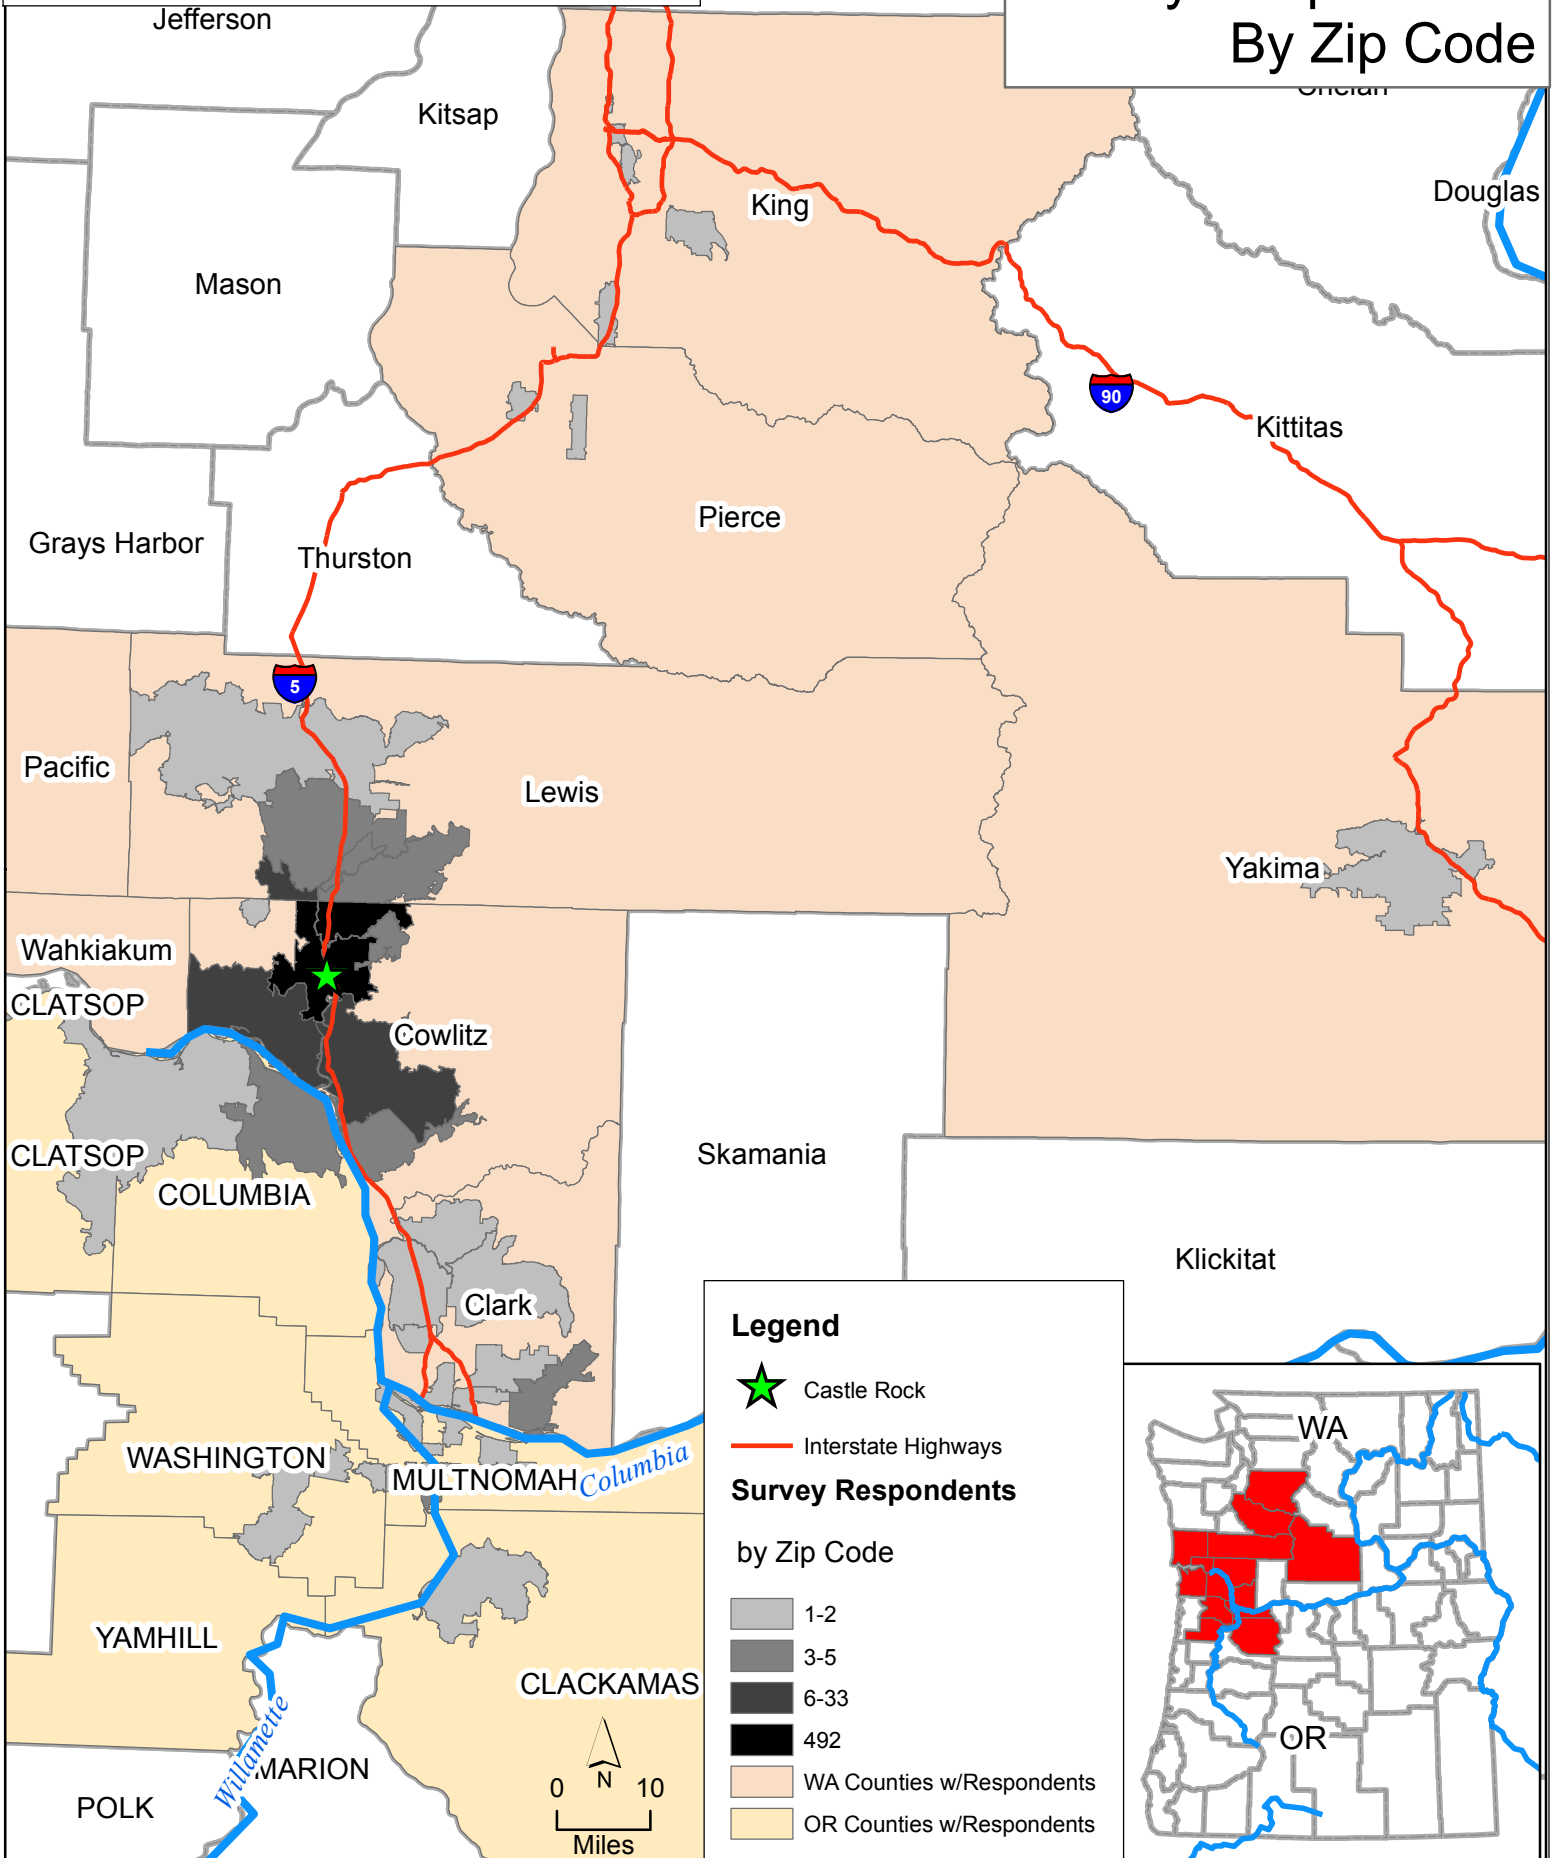 By Zip Code
Jefferson
Kitsap
Chelan
Douglas
King
Mason
90
Kittitas
Pierce
Grays Harbor
Thurston
5
Pacific
Lewis
Yakima
Wahkiakum
CLATSOP
Cowlitz
CLATSOP
Skamania
COLUMBIA
Klickitat
Clark
WASHINGTON
MULTNOMAH
Columbia
YAMHILL
CLACKAMAS
Willamette
MARION
POLK
N
0 10
Miles
Legend
Castle Rock
Interstate Highways
Survey Respondents
by Zip Code
1-2
3-5
6-33
492
WA Counties w/Respondents
OR Counties w/Respondents
WA
OR